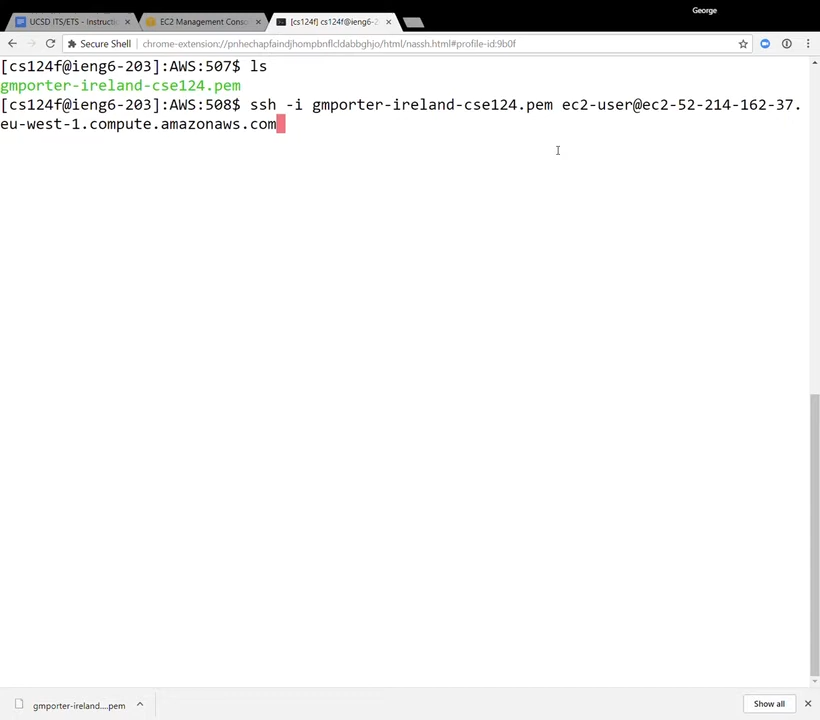 George
UCSD ITS/ETS - Instructi
EC2 Management Conso
[cs124f] cs124f@ieng6-2
Secure Shell
chrome-extension://pnhechapfaindjhompbnflcldabbghjo/html/nassh.html#profile-id:9b0f
[cs124f@ieng6-203]:AWS:507$ ls
gmporter-ireland-cse124.pem
[cs124f@ieng6-203]:AWS:508$ ssh -i gmporter-ireland-cse124.pem ec2-user@ec2-52-214-162-37.
eu-west-1.compute.amazonaws.com
gmporter-ireland....pem
Show all